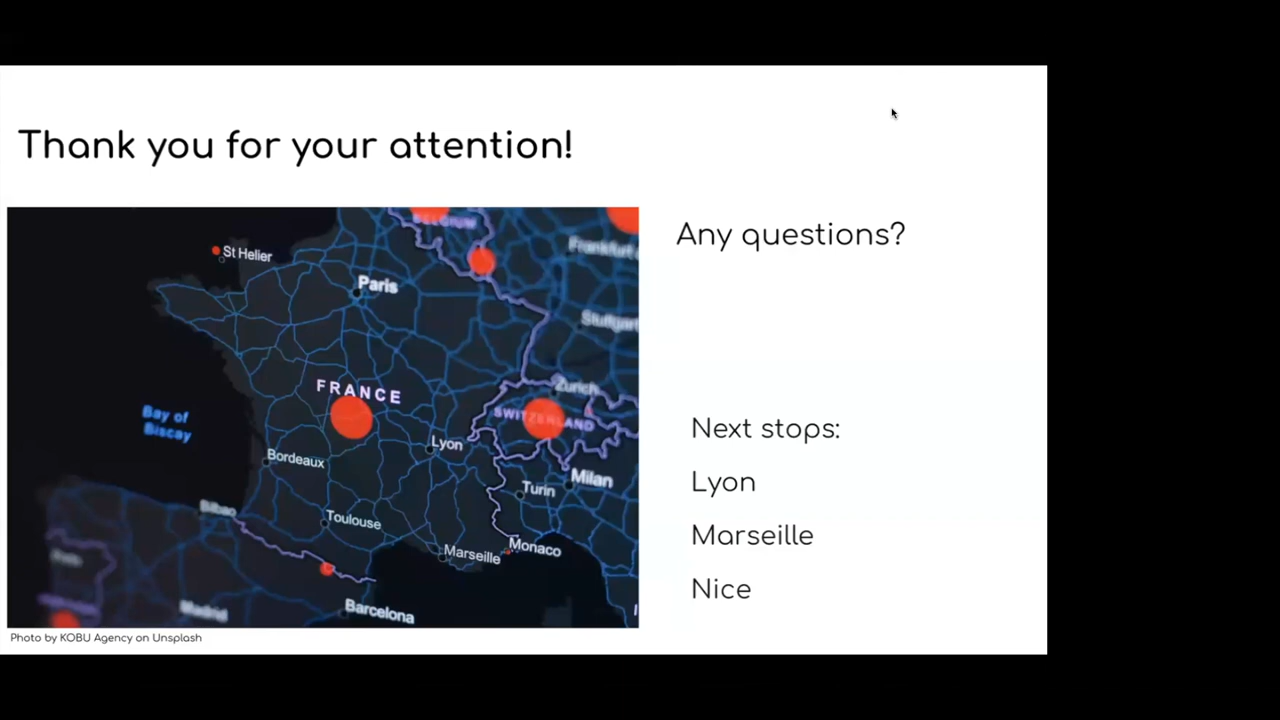 Thank you for your attention!
BELGIUM
Frankfurt
St Helier
Paris
Stuttgart
FRANCE
Zurich
SWITZERLAND
Bay of
Biscay
Lyon
Bordeaux
Milan
Turin
Bilbao
Toulouse
Monaco
Marseille
Madrid
Barcelona
Photo by KOBU Agency on Unsplash
Any questions?
Next stops:
Lyon
Marseille
Nice